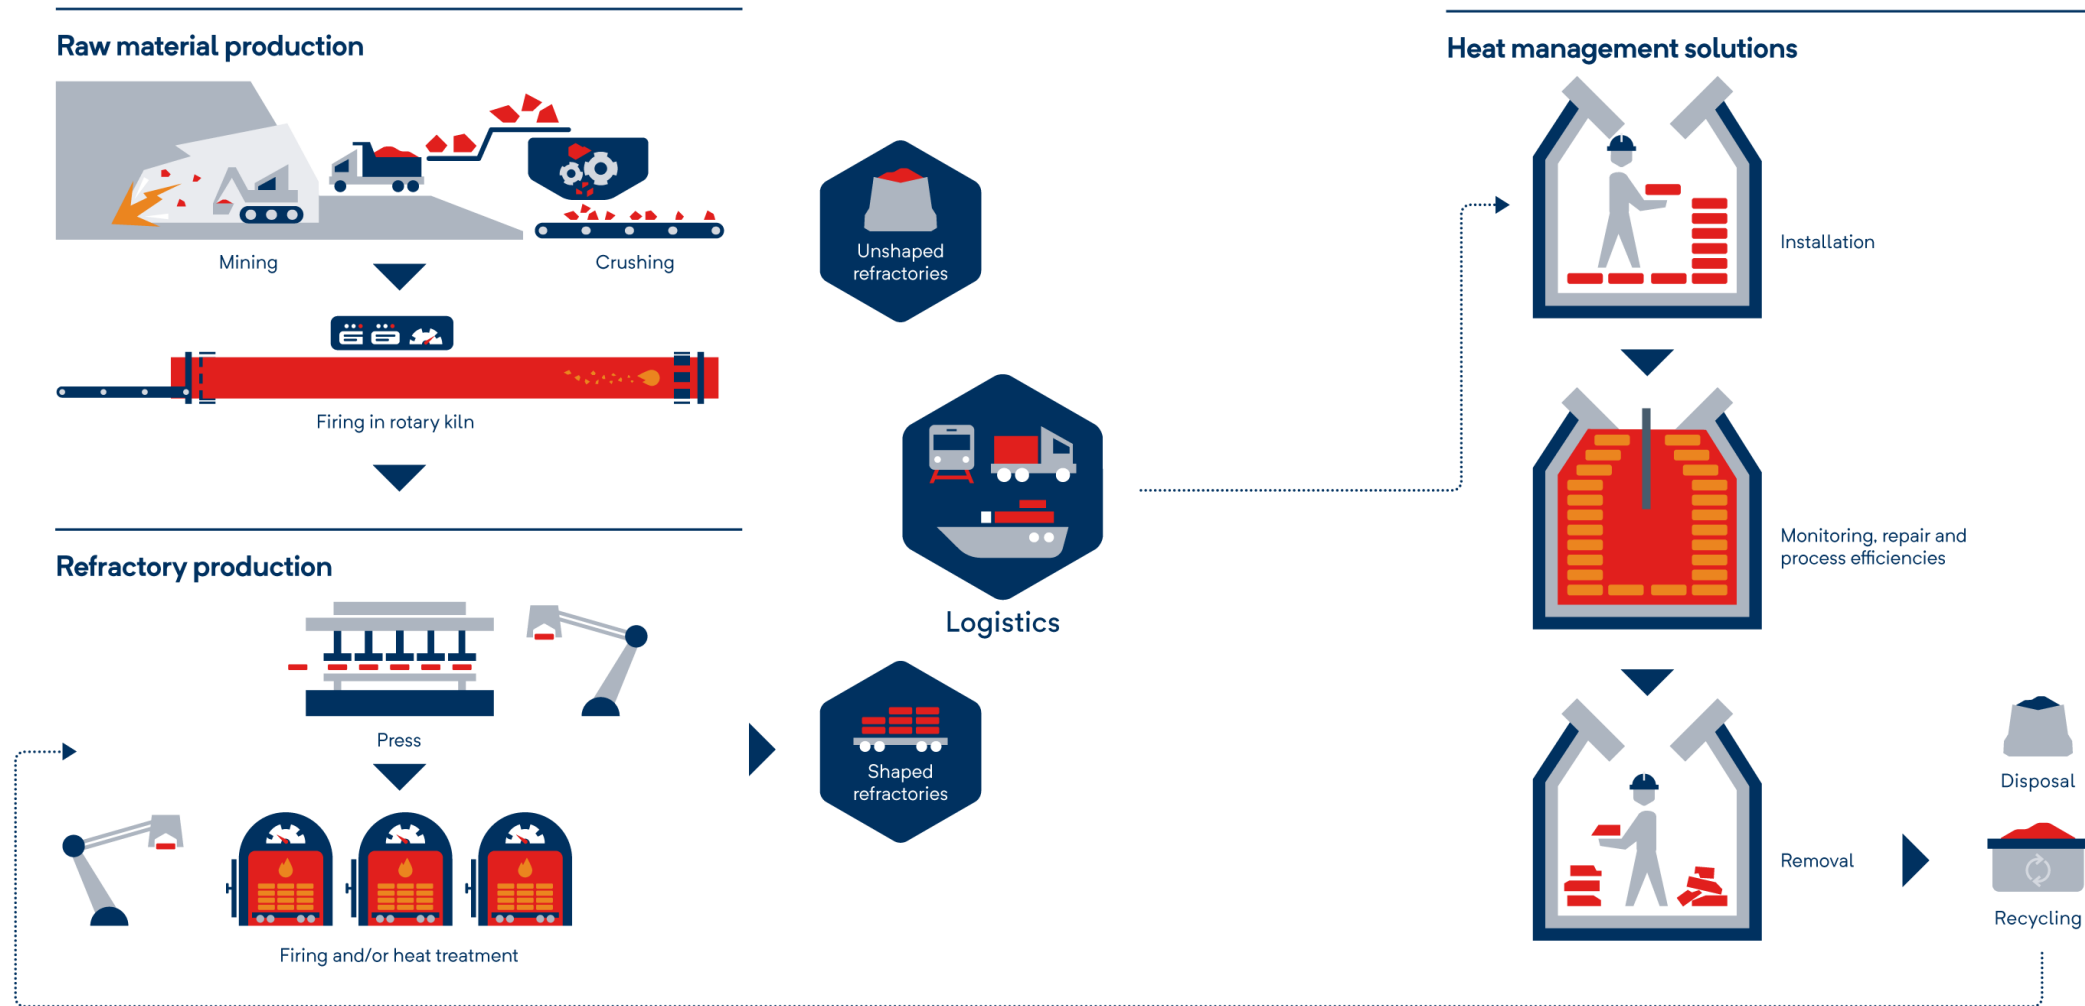 Raw material production
Mining
Crushing
Firing in rotary kiln
Refractory production
Press
Firing and/or heat treatment
Unshaped
refractories
Logistics
Shaped
refractories
Heat management solutions
Installation
Monitoring, repair and
process efficiencies
Removal
Disposal
Recycling